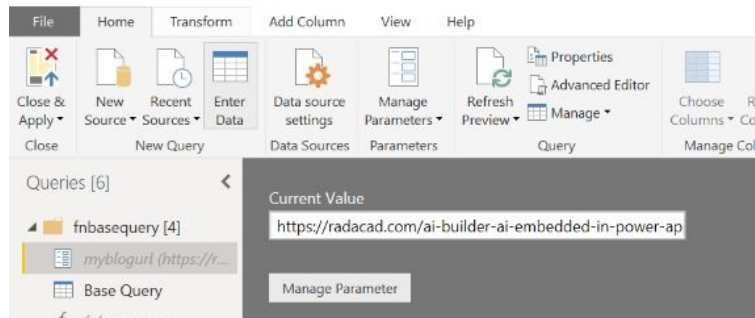 File Home Transform Add Column View Help
Close & Apply
New Source
Recent Sources
Enter Data
Data source settings
Manage Parameters
Refresh Preview
Properties
Advanced Editor
Manage
Choose Columns
Close New Query Data Sources Parameters Query
Queries [6]
Current Value
fnbasequery [4]
https://radacad.com/ai-builder-ai-embedded-in-power-ap
myblogurl (https://r...
Manage Parameter
Base Query